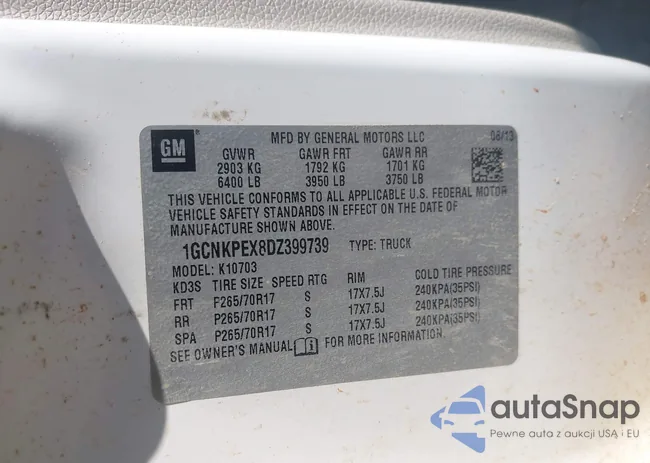 GM
MFD BY GENERAL MOTORS LLC 06/13
GVWR GAWR FRT GAWR RR
2903 KG 1792 KG 1701 KG
6400 LB 3950 LB 3750 LB
THIS VEHICLE CONFORMS TO ALL APPLICABLE U.S. FEDERAL MOTOR
VEHICLE SAFETY STANDARDS IN EFFECT ON THE DATE OF
MANUFACTURE SHOWN ABOVE.
1GCNKPEX8DZ399739 TYPE: TRUCK
MODEL: K10703
KD3S TIRE SIZE SPEED RTG RIM COLD TIRE PRESSURE
FRT P265/70R17 S 17X7.5J 240KPA(35PSI)
RR P265/70R17 S 17X7.5J 240KPA(35PSI)
SPA P265/70R17 S 17X7.5J 240KPA(35PSI)
SEE OWNER'S MANUAL i FOR MORE INFORMATION.
autaSnap
Pewne auta z aukcji USA i EU